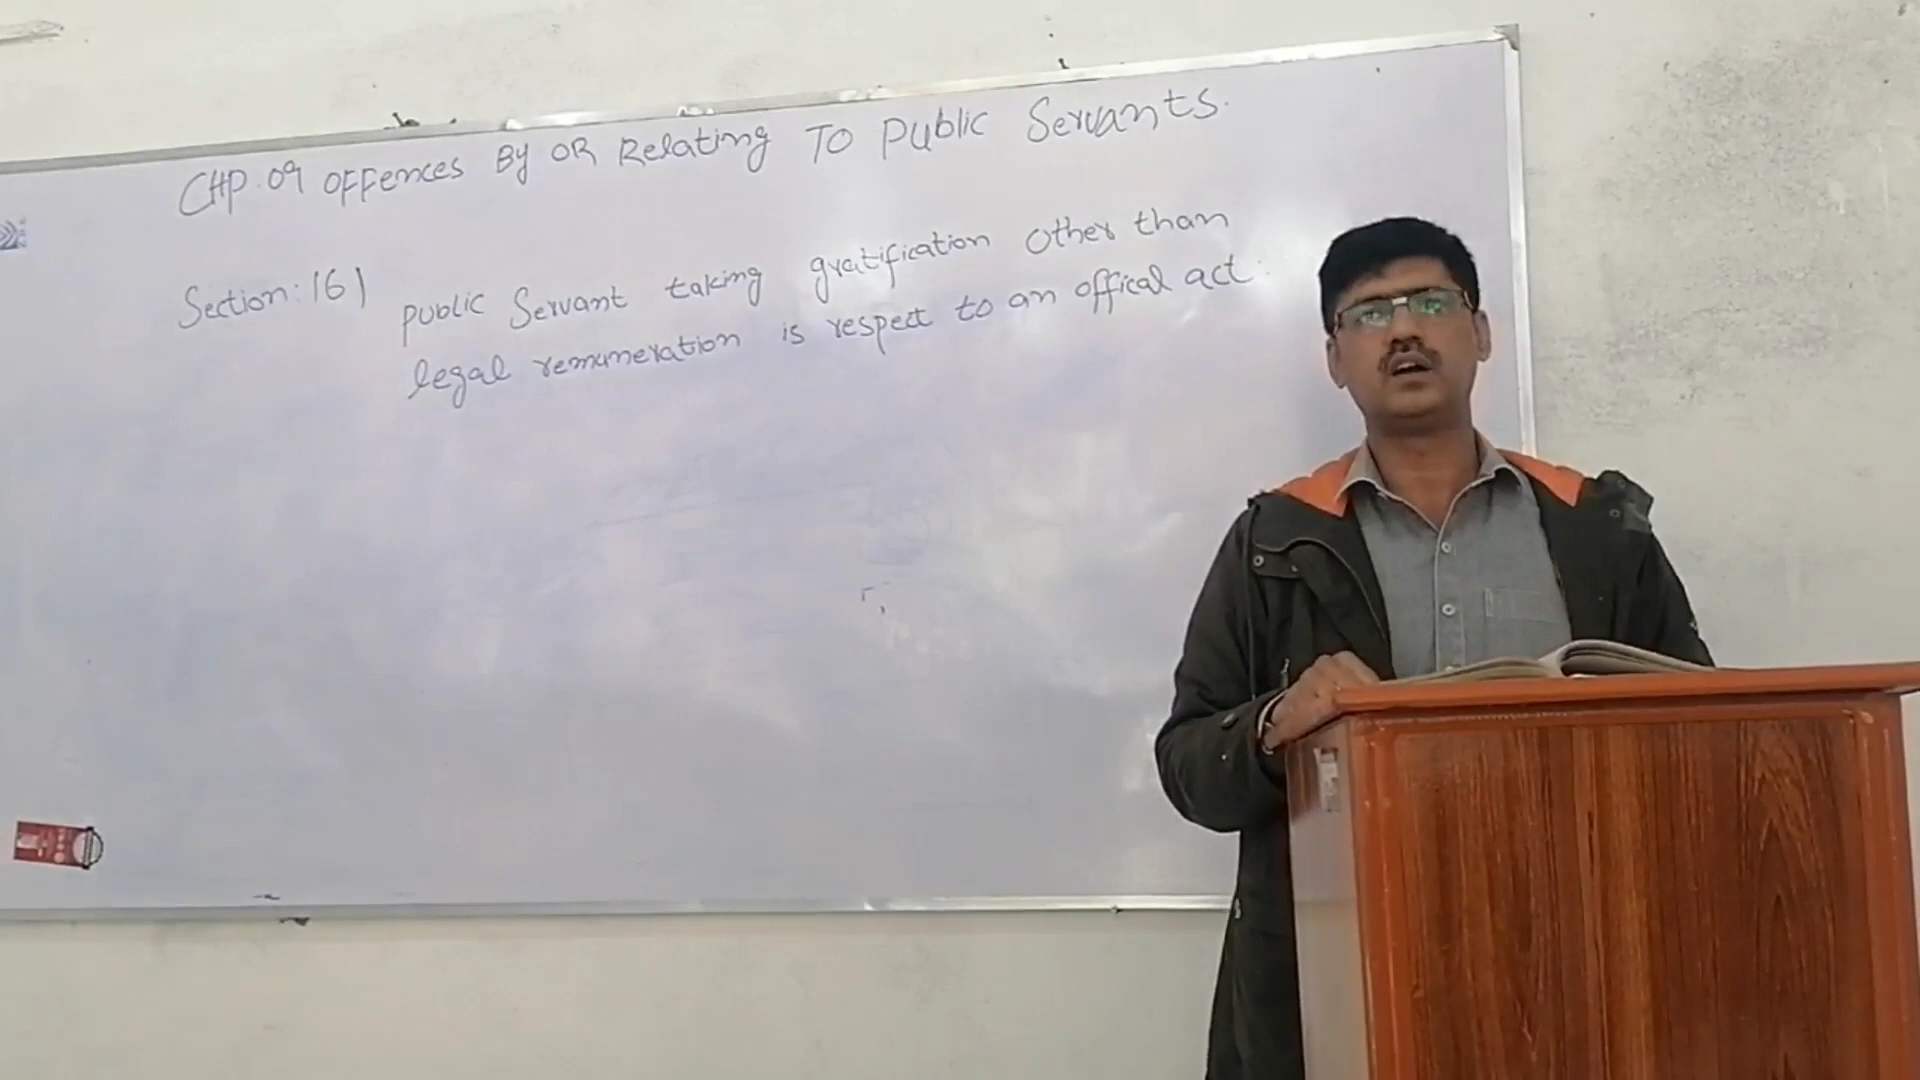 CHP.09 OFFences By OR Relating To Public Servants.
Section: 161
public Servant taking gratification other than
legal remuneration is respect to an offical act.